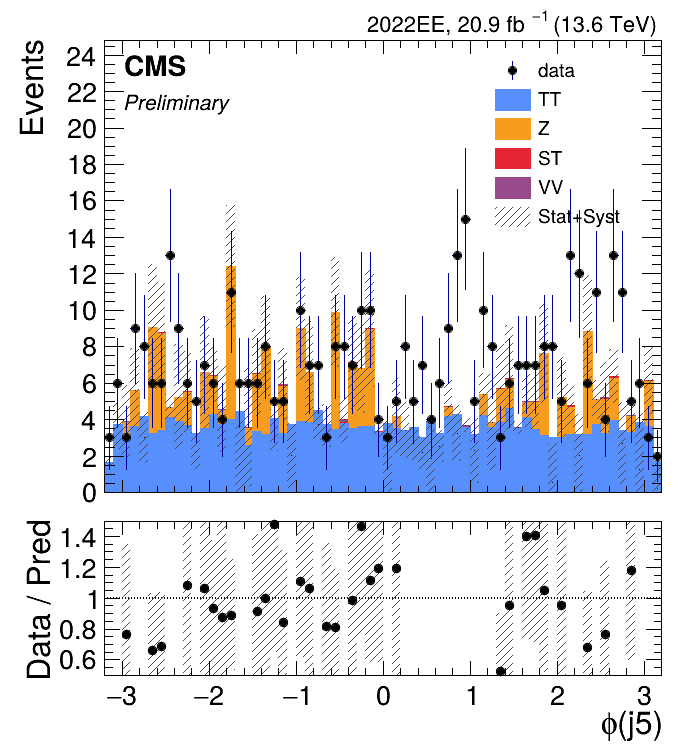 2022EE, 20.9 fb⁻¹ (13.6 TeV)
Events
CMS
Preliminary
data
TT
Z
ST
VV
Stat+Syst
24
22
20
18
16
14
12
10
8
6
4
2
0
Data / Pred
1.4
1.2
1
0.8
0.6
−3 −2 −1 0 1 2 3
ϕ(j5)